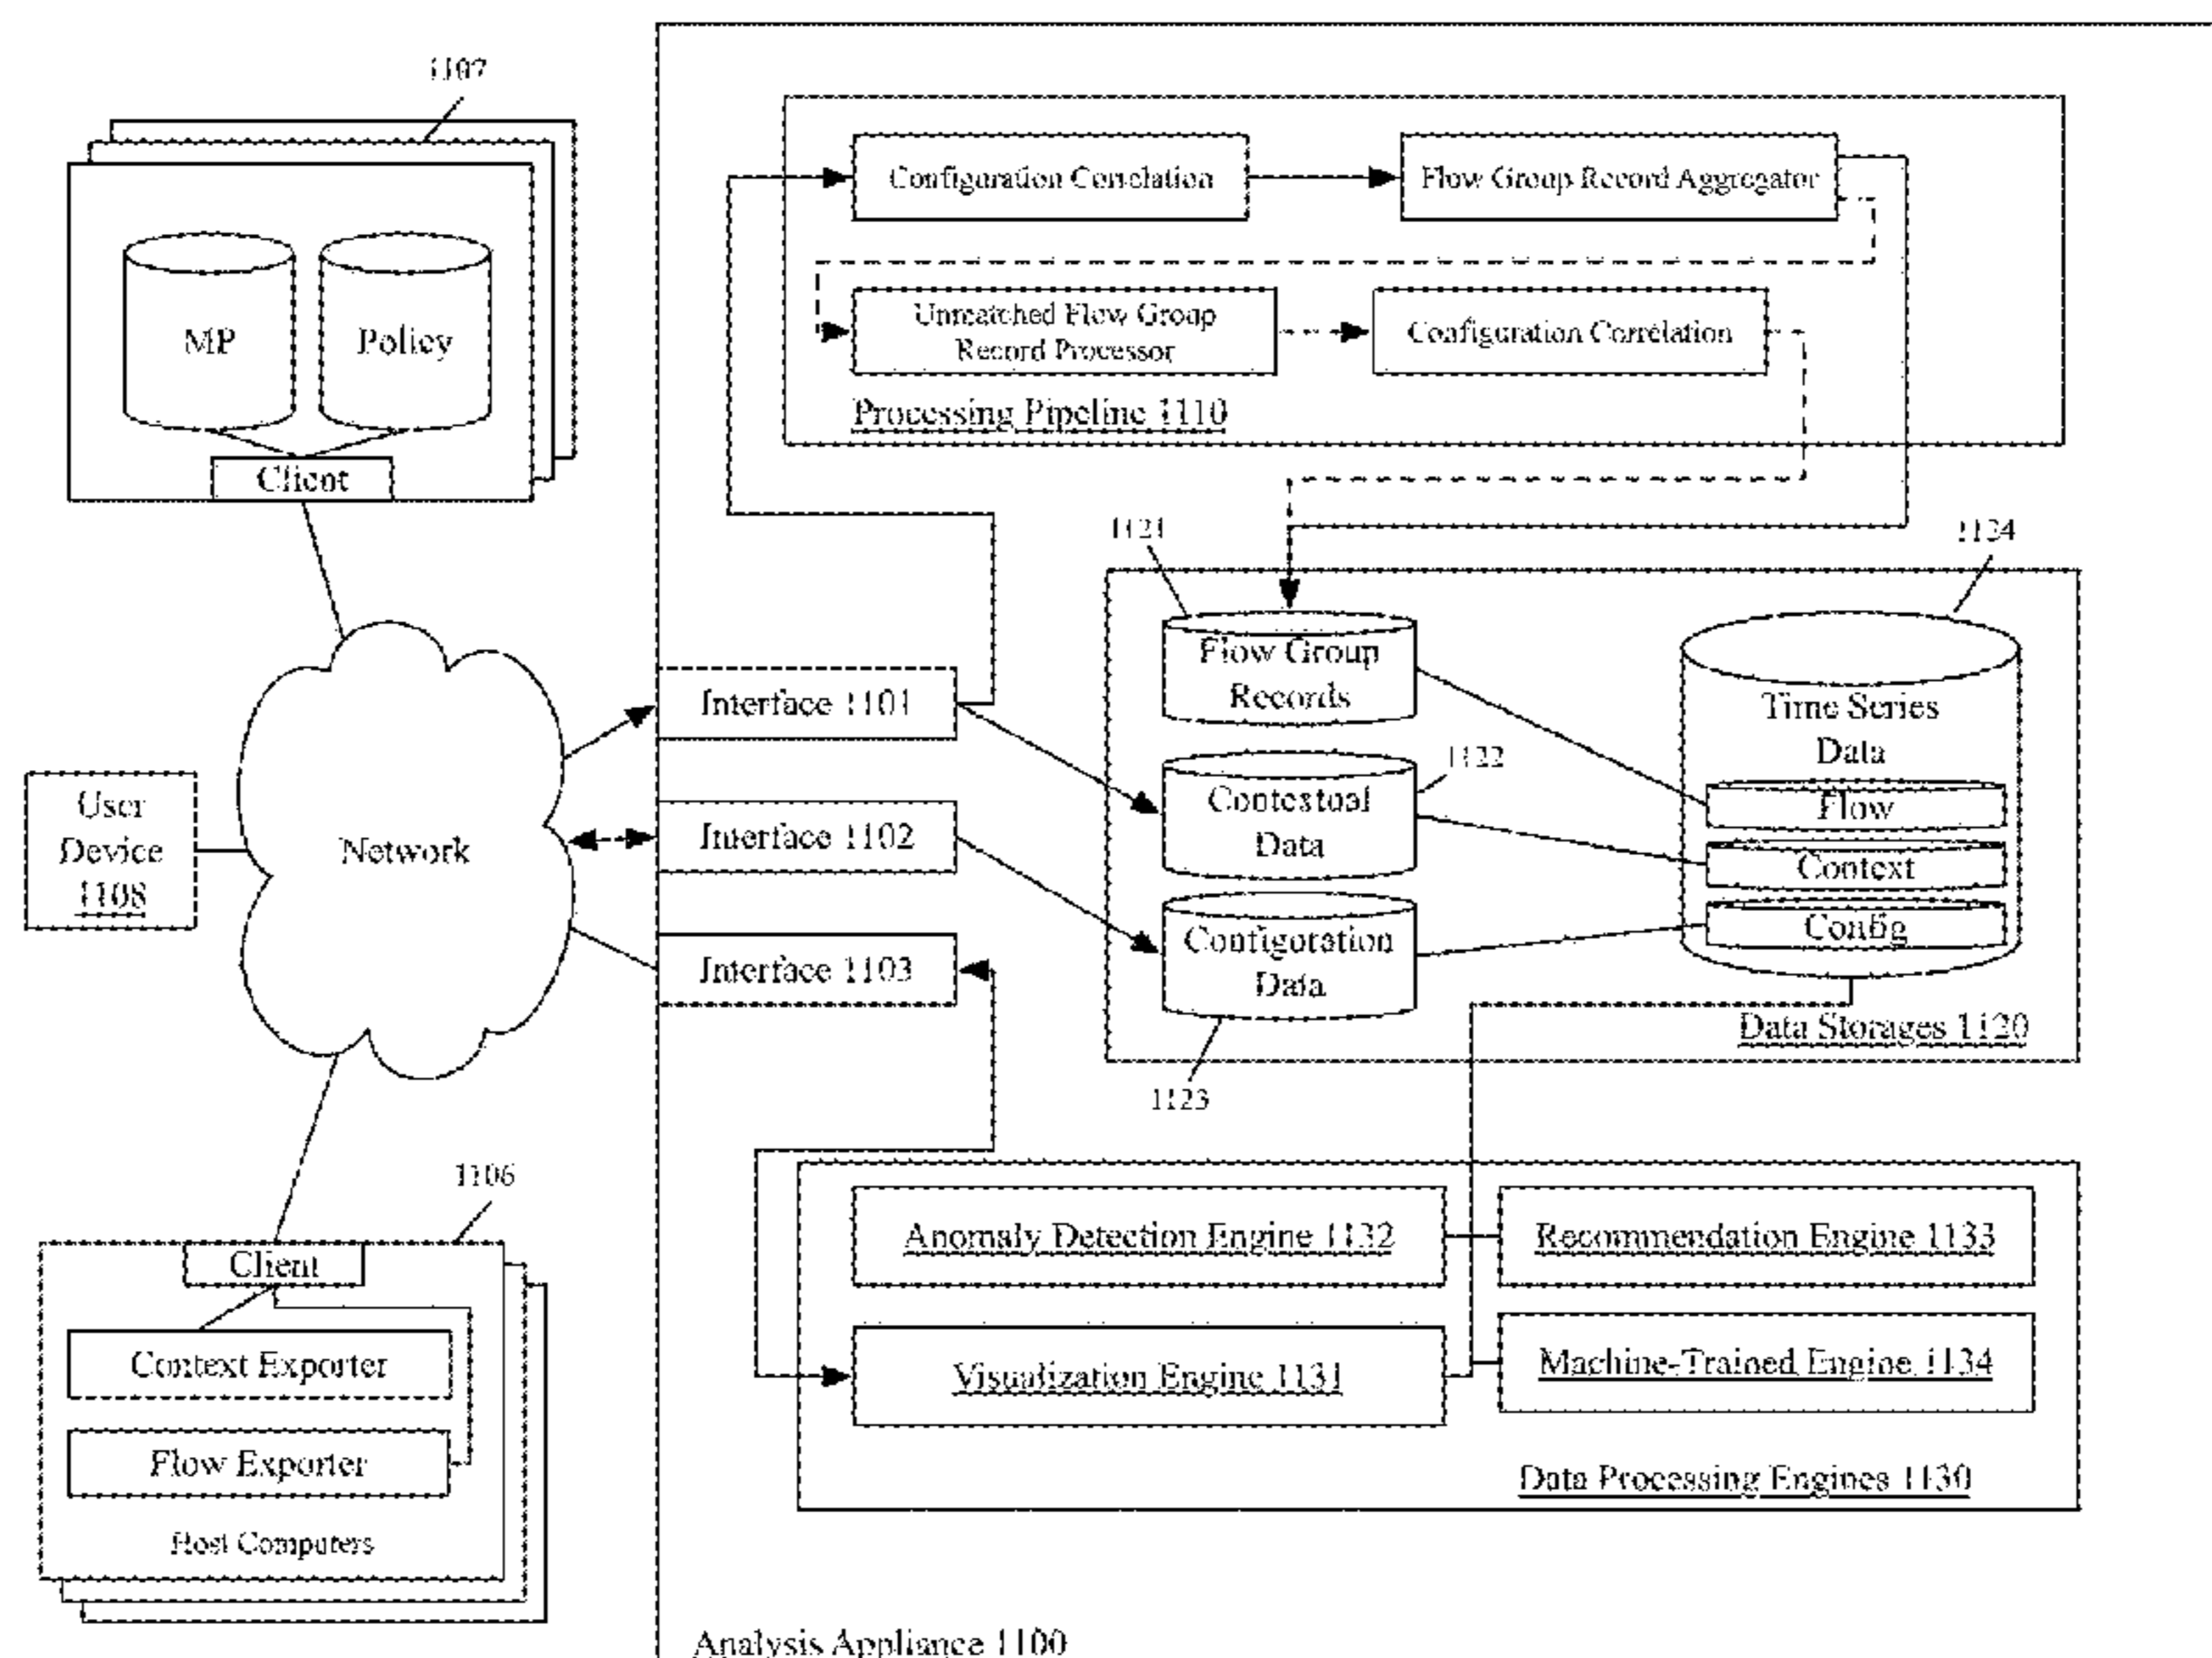 1107
MP
Policy
Client
User
Device
1108
Network
1106
Client
Context Exporter
Flow Exporter
Host Computers
Configuration Correlation
Flow Group Record Aggregator
Unmatched Flow Group
Record Processor
Configuration Correlation
Processing Pipeline 1110
Interface 1101
Interface 1102
Interface 1103
1121
Flow Group
Records
1122
Contextual
Data
Configuration
Data
1123
1124
Time Series
Data
Flow
Context
Config
Data Storages 1120
Anomaly Detection Engine 1132
Recommendation Engine 1133
Visualization Engine 1131
Machine-Trained Engine 1134
Data Processing Engines 1130
Analysis Appliance 1100